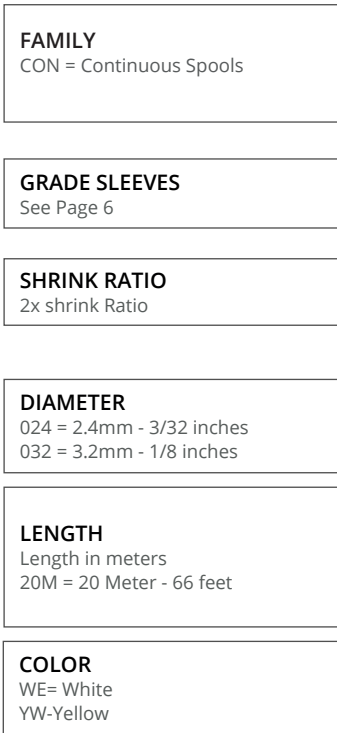 FAMILY
CON = Continuous Spools
GRADE SLEEVES
See Page 6
SHRINK RATIO
2x shrink Ratio
DIAMETER
024 = 2.4mm - 3/32 inches
032 = 3.2mm - 1/8 inches
LENGTH
Length in meters
20M = 20 Meter - 66 feet
COLOR
WE= White
YW-Yellow